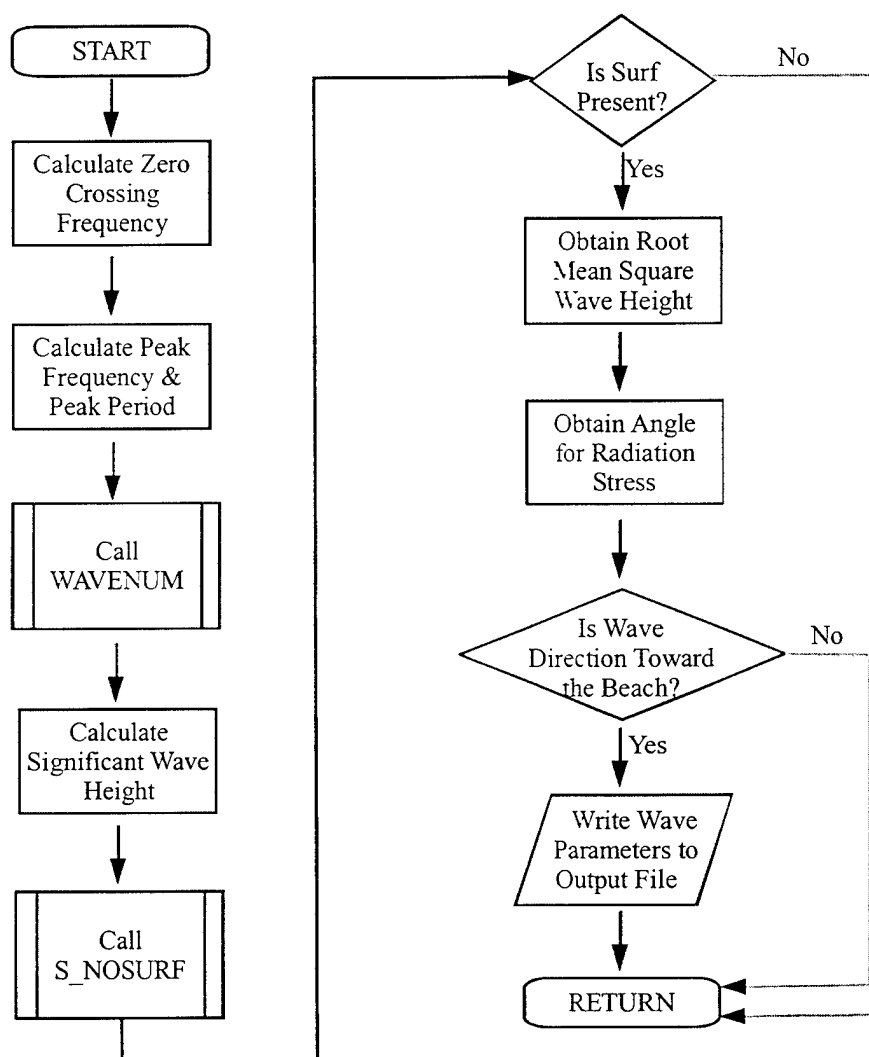 START
Calculate Zero
Crossing
Frequency
Calculate Peak
Frequency &
Peak Period
Call
WAVENUM
Calculate
Significant Wave
Height
Call
S_NOSURF
Is Surf
Present?
No
Yes
Obtain Root
Mean Square
Wave Height
Obtain Angle
for Radiation
Stress
Is Wave
Direction Toward
the Beach?
No
Yes
Write Wave
Parameters to
Output File
RETURN